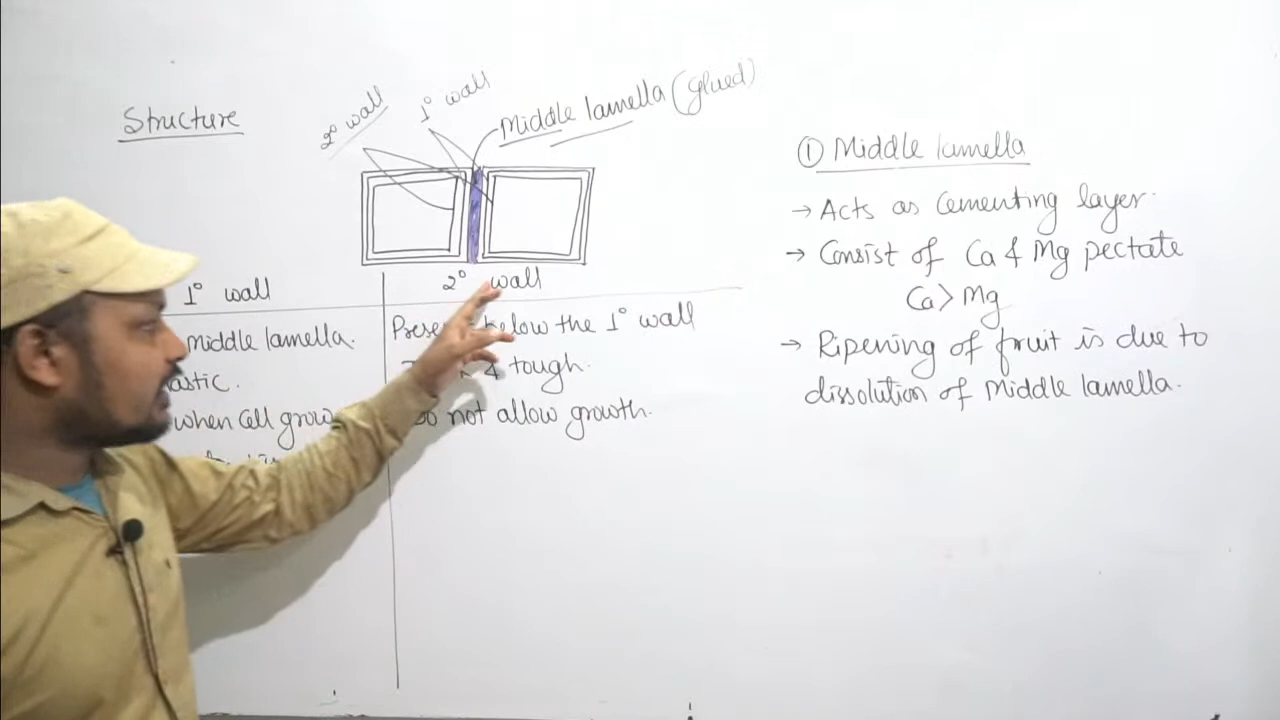 Structure
2° wall
1° wall
Middle lamella (glued)
1° wall
middle lamella.
when Cell grow
2° wall
below the 1° wall
& tough.
not allow growth.
① Middle lamella
→ Acts as Cementing layer.
→ Consist of Ca & Mg pectate
Ca > Mg
→ Ripening of fruit is due to
dissolution of Middle lamella.